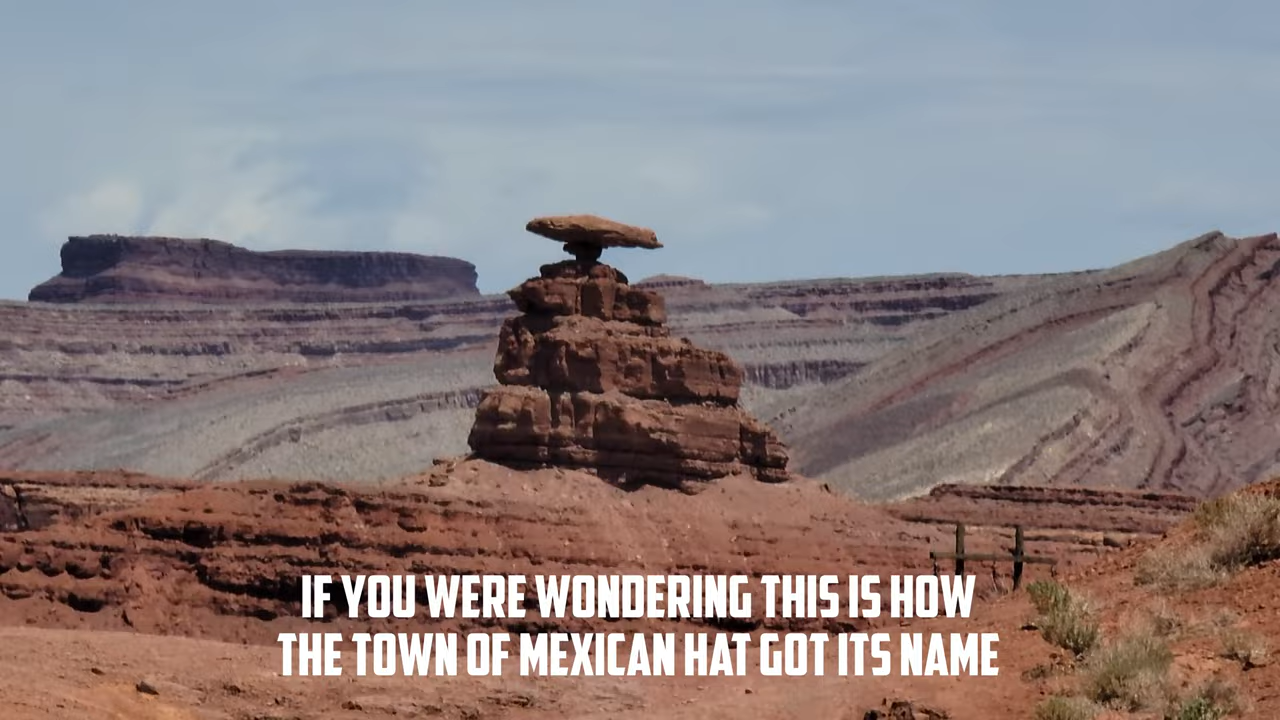 IF YOU WERE WONDERING THIS IS HOW
THE TOWN OF MEXICAN HAT GOT ITS NAME